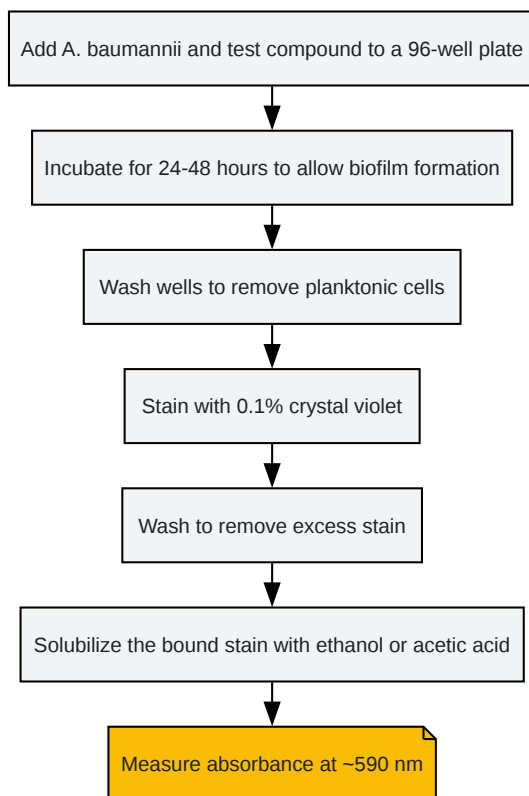 Add A. baumannii and test compound to a 96-well plate
Incubate for 24-48 hours to allow biofilm formation
Wash wells to remove planktonic cells
Stain with 0.1% crystal violet
Wash to remove excess stain
Solubilize the bound stain with ethanol or acetic acid
Measure absorbance at ~590 nm